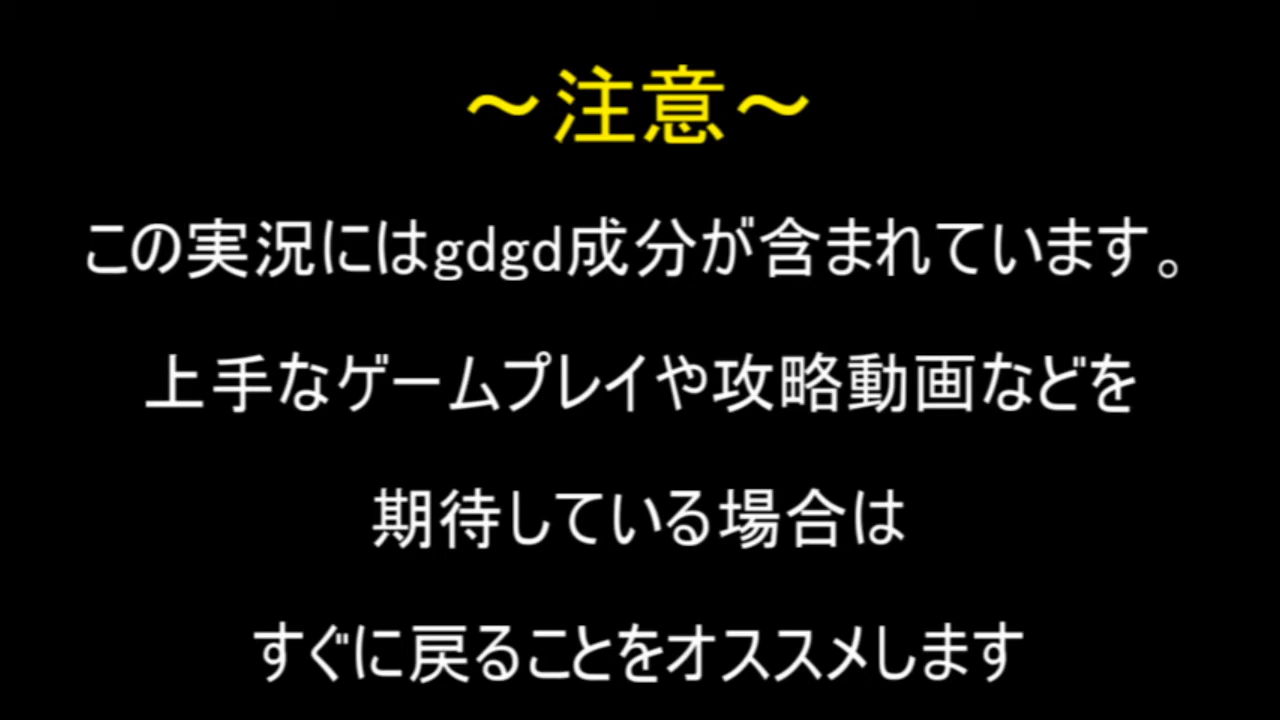 ～注意～
この実況にはgdgd成分が含まれています。
上手なゲームプレイや攻略動画などを
期待している場合は
すぐに戻ることをオススメします